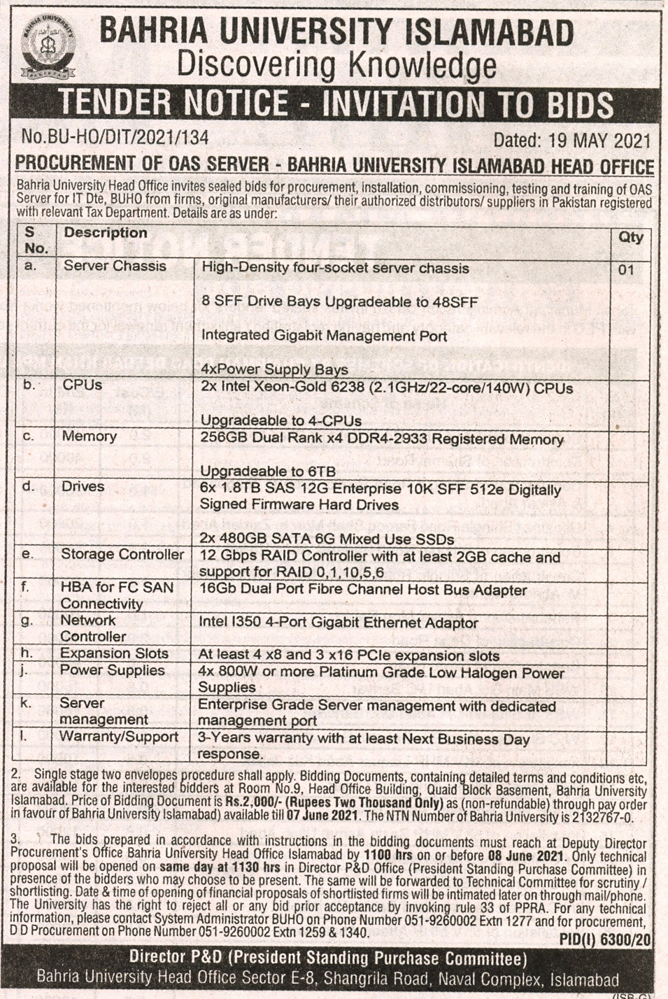 BAHRIA UNIVERSITY ISLAMABAD
Discovering Knowledge
TENDER NOTICE - INVITATION TO BIDS
No.BU-HO/DIT/2021/134 Dated: 19 MAY 2021
PROCUREMENT OF OAS SERVER - BAHRIA UNIVERSITY ISLAMABAD HEAD OFFICE
Bahria University Head Office invites sealed bids for procurement, installation, commissioning, testing and training of OAS
Server for IT Dte, BUHO from firms, original manufacturers/ their authorized distributors/ suppliers in Pakistan registered
with relevant Tax Department. Details are as under:
S No. Description Qty
a. Server Chassis High-Density four-socket server chassis 01
8 SFF Drive Bays Upgradeable to 48SFF
Integrated Gigabit Management Port
4xPower Supply Bays
b. CPUs 2x Intel Xeon-Gold 6238 (2.1GHz/22-core/140W) CPUs
Upgradeable to 4-CPUs
c. Memory 256GB Dual Rank x4 DDR4-2933 Registered Memory
Upgradeable to 6TB
d. Drives 6x 1.8TB SAS 12G Enterprise 10K SFF 512e Digitally
Signed Firmware Hard Drives
2x 480GB SATA 6G Mixed Use SSDs
e. Storage Controller 12 Gbps RAID Controller with at least 2GB cache and
support for RAID 0,1,10,5,6
f. HBA for FC SAN 16Gb Dual Port Fibre Channel Host Bus Adapter
Connectivity
g. Network Intel I350 4-Port Gigabit Ethernet Adaptor
Controller
h. Expansion Slots At least 4 x8 and 3 x16 PCIe expansion slots
j. Power Supplies 4x 800W or more Platinum Grade Low Halogen Power
Supplies
k. Server Enterprise Grade Server management with dedicated
management management port
l. Warranty/Support 3-Years warranty with at least Next Business Day
response.
2. Single stage two envelopes procedure shall apply. Bidding Documents, containing detailed terms and conditions etc,
are available for the interested bidders at Room No.9, Head Office Building, Quaid Block Basement, Bahria University
Islamabad. Price of Bidding Document is Rs.2,000/- (Rupees Two Thousand Only) as (non-refundable) through pay order
in favour of Bahria University Islamabad) available till 07 June 2021. The NTN Number of Bahria University is 2132767-0.
3. The bids prepared in accordance with instructions in the bidding documents must reach at Deputy Director
Procurement's Office Bahria University Head Office Islamabad by 1100 hrs on or before 08 June 2021. Only technical
proposal will be opened on same day at 1130 hrs in Director P&D Office (President Standing Purchase Committee) in
presence of the bidders who may choose to be present. The same will be forwarded to Technical Committee for scrutiny /
shortlisting. Date & time of opening of financial proposals of shortlisted firms will be intimated later on through mail/phone.
The University has the right to reject all or any bid prior acceptance by invoking rule 33 of PPRA. For any technical
information, please contact System Administrator BUHO on Phone Number 051-9260002 Extn 1277 and for procurement,
D D Procurement on Phone Number 051-9260002 Extn 1259 & 1340.
PID(I) 6300/20
Director P&D (President Standing Purchase Committee)
Bahria University Head Office Sector E-8, Shangrila Road, Naval Complex, Islamabad